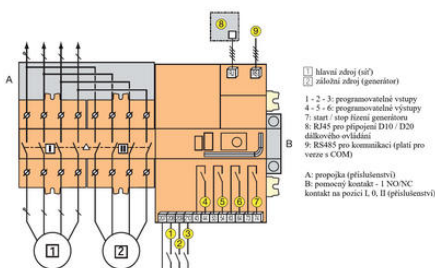 8
9
A
I
II
B
4
5
6
7
1
2
3
1
2
1 hlavní zdroj (síť)
2 záložní zdroj (generátor)
1 - 2 - 3: programovatelné vstupy
4 - 5 - 6: programovatelné výstupy
7: start / stop řízení generátoru
8: RJ45 pro připojení D10 / D20
dálkového ovládání
9: RS485 pro komunikaci (platí pro
verze s COM)
A: propojka (příslušenství)
B: pomocný kontakt - 1 NO/NC
kontakt na pozici I, 0, II (příslušenství)